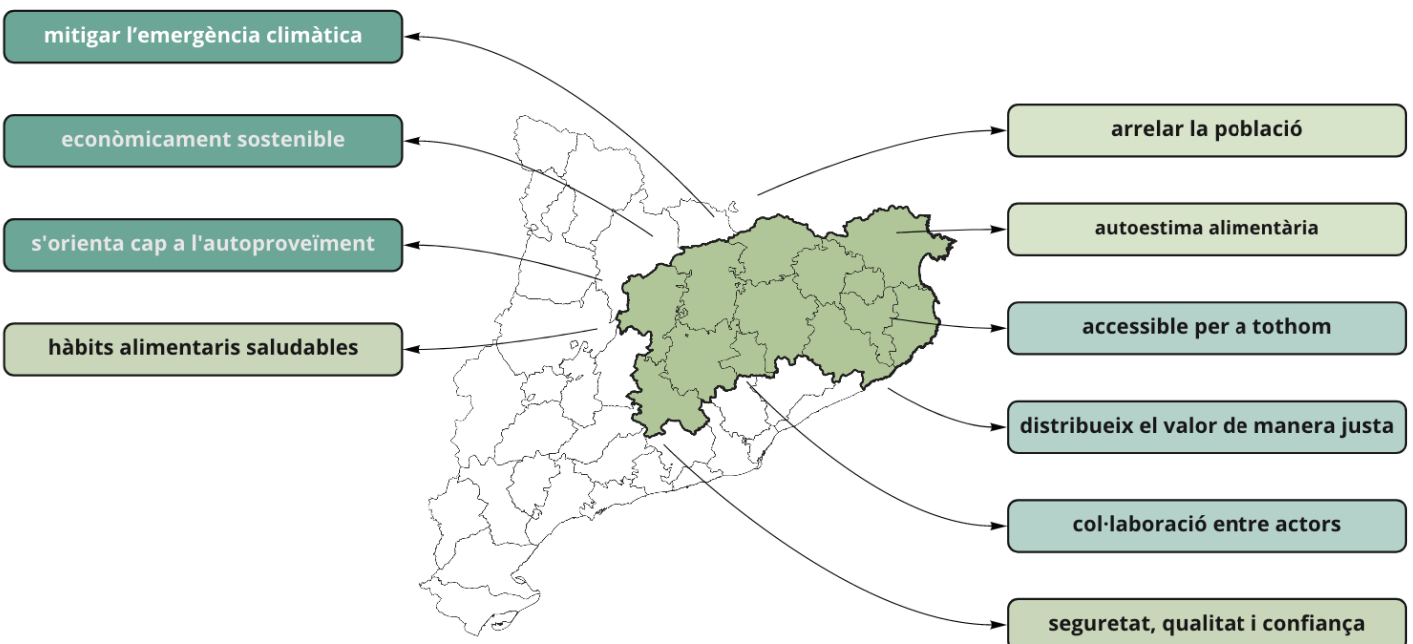 mitigar l’emergència climàtica
econòmicament sostenible
s'orienta cap a l'autoproveïment
hàbits alimentaris saludables
arrelar la població
autoestima alimentària
accessible per a tothom
distribueix el valor de manera justa
col·laboració entre actors
seguretat, qualitat i confiança